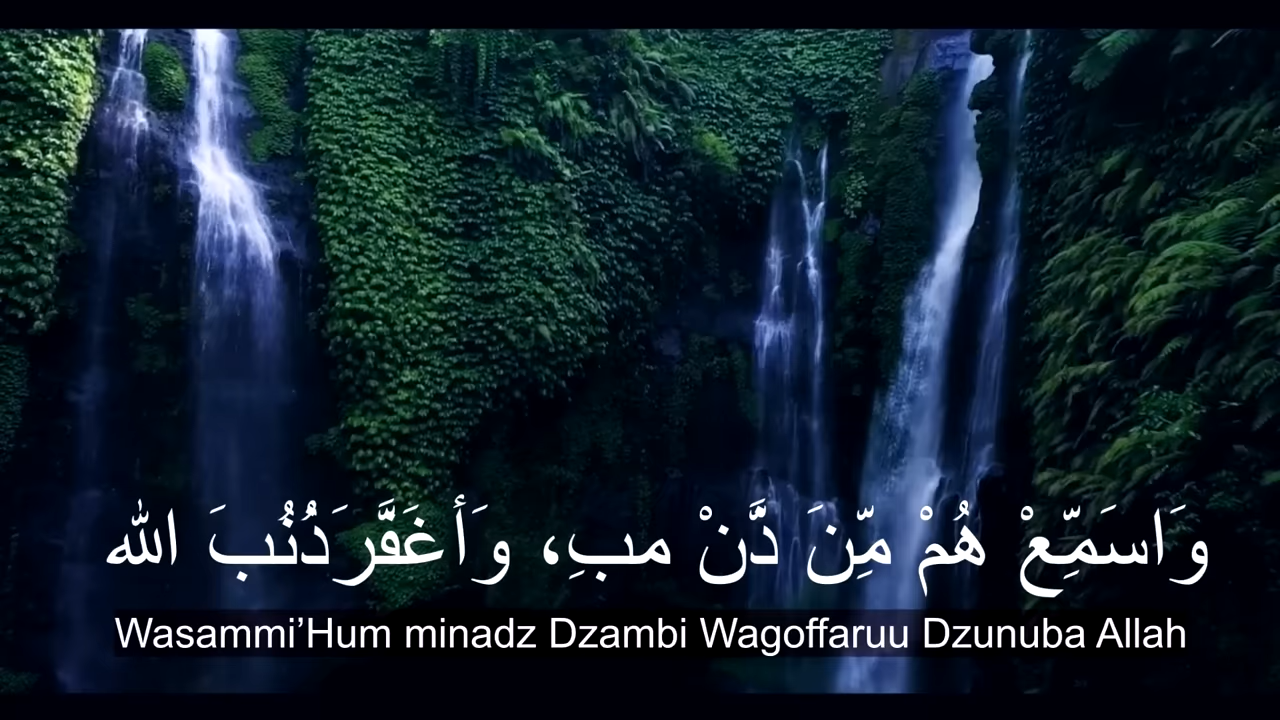 وَاسَمِّعْ هُمْ مِّنَ ذَّنْ مبِ، وَأغَفَّرَذُنُبَ الله
Wasammi’Hum minadz Dzambi Wagoffaruu Dzunuba Allah